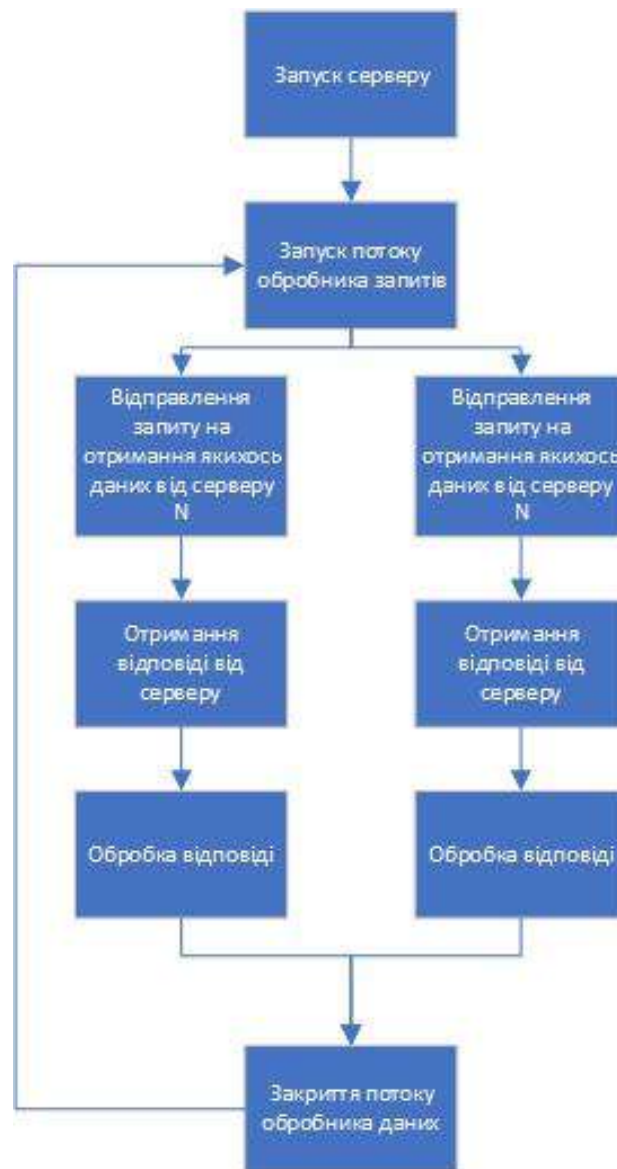 Запуск серверу
Запуск потоку
обробника запитів
Відправлення
запиту на
отримання якихось
даних від серверу
N
Відправлення
запиту на
отримання якихось
даних від серверу
N
Отримання
відповіді від
серверу
Отримання
відповіді від
серверу
Обробка відповіді
Обробка відповіді
Закриття потоку
обробника даних